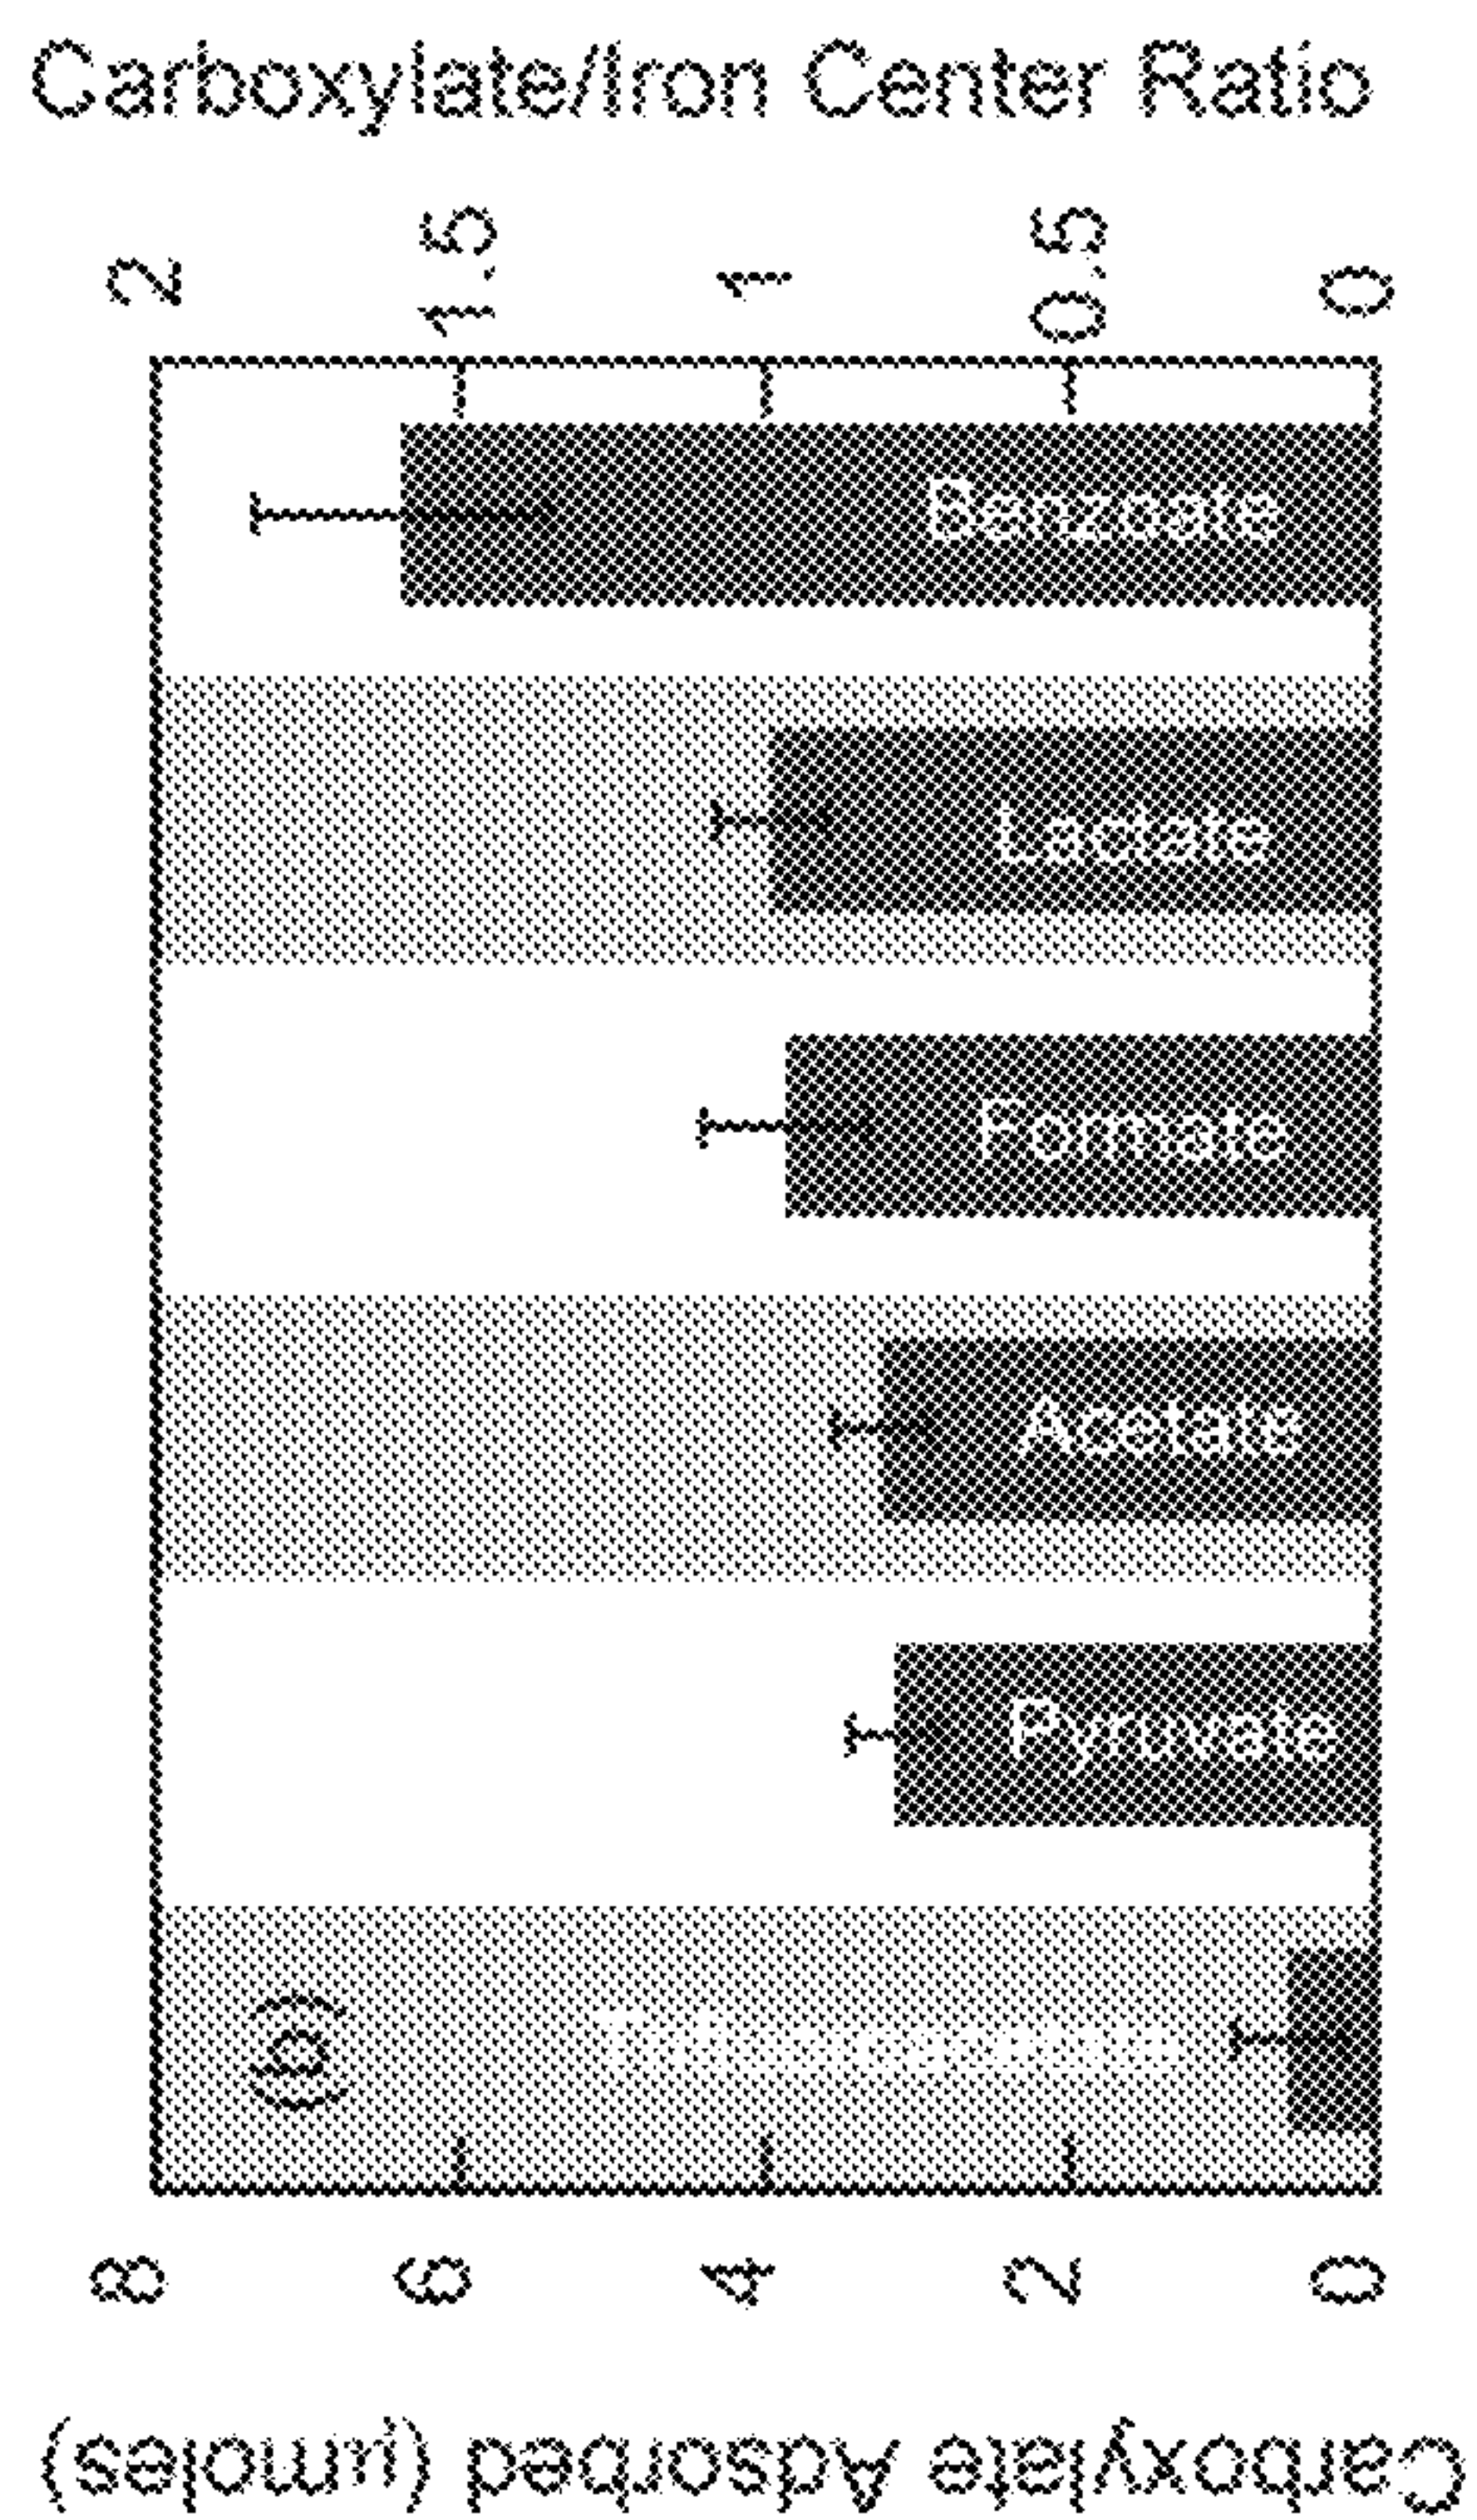 Carboxylate/Iron Center Ratio
2
1.5
1
0.5
0
Benzoate
Lactate
Formate
Acetate
Pyruvate
(b)
8
6
4
2
0
Carboxylate Adsorbed (µmoles)